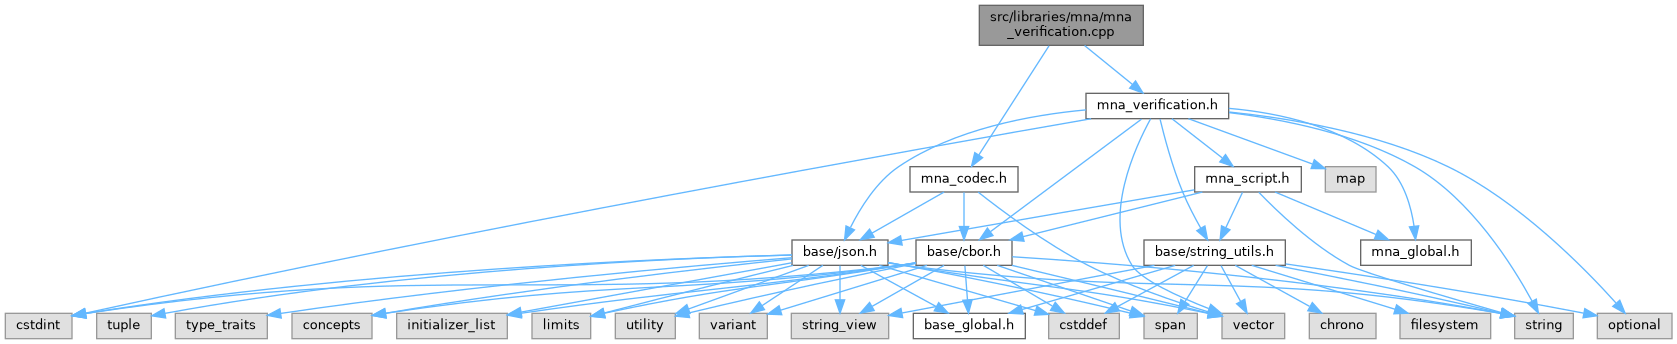 src/libraries/mna/mna
_verification.cpp
mna_verification.h
mna_codec.h
mna_script.h
map
base/json.h
base/cbor.h
base/string_utils.h
mna_global.h
cstdint
tuple
type_traits
concepts
initializer_list
limits
utility
variant
string_view
base_global.h
cstddef
span
vector
chrono
filesystem
string
optional